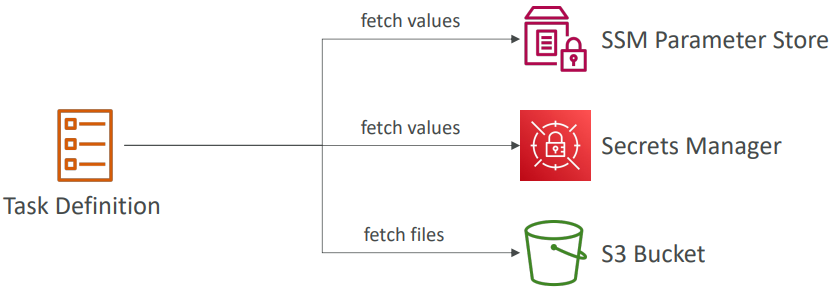 fetch values
SSM Parameter Store
fetch values
Secrets Manager
Task Definition
fetch files
S3 Bucket